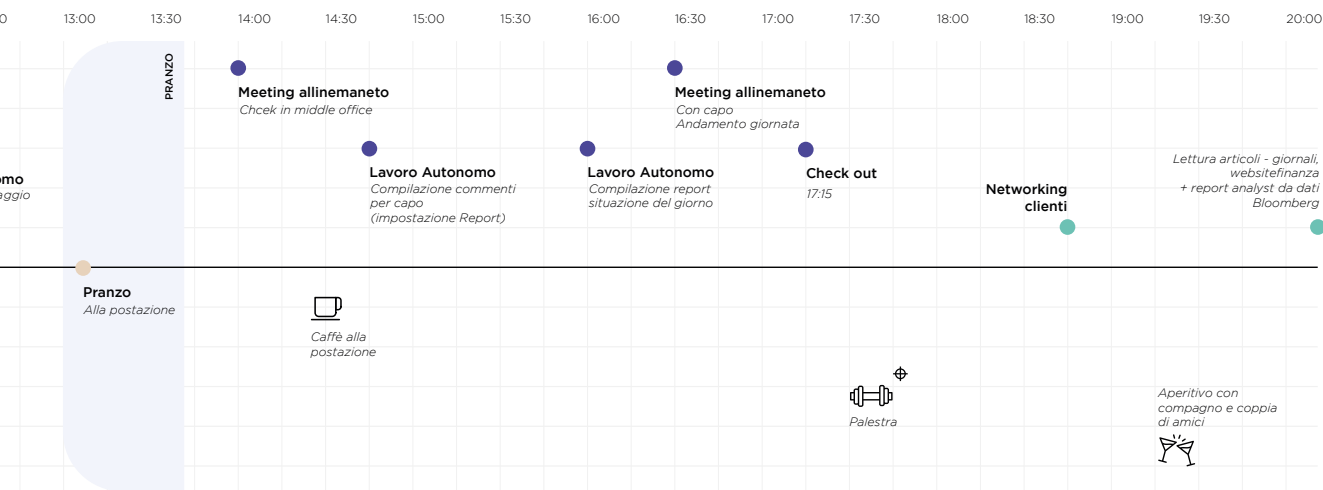 0 13:00 13:30 14:00 14:30 15:00 15:30 16:00 16:30 17:00 17:30 18:00 18:30 19:00 19:30 20:00
PRANZO
Meeting allinemaneto
Chcek in middle office
Meeting allinemaneto
Con capo
Andamento giornata
omo
aggio
Lavoro Autonomo
Compilazione commenti
per capo
(impostazione Report)
Lavoro Autonomo
Compilazione report
situazione del giorno
Check out
17:15
Networking
clienti
Lettura articoli - giornali,
websitefinanza
+ report analyst da dati
Bloomberg
Pranzo
Alla postazione
Caffè alla
postazione
Palestra
Aperitivo con
compagno e coppia
di amici